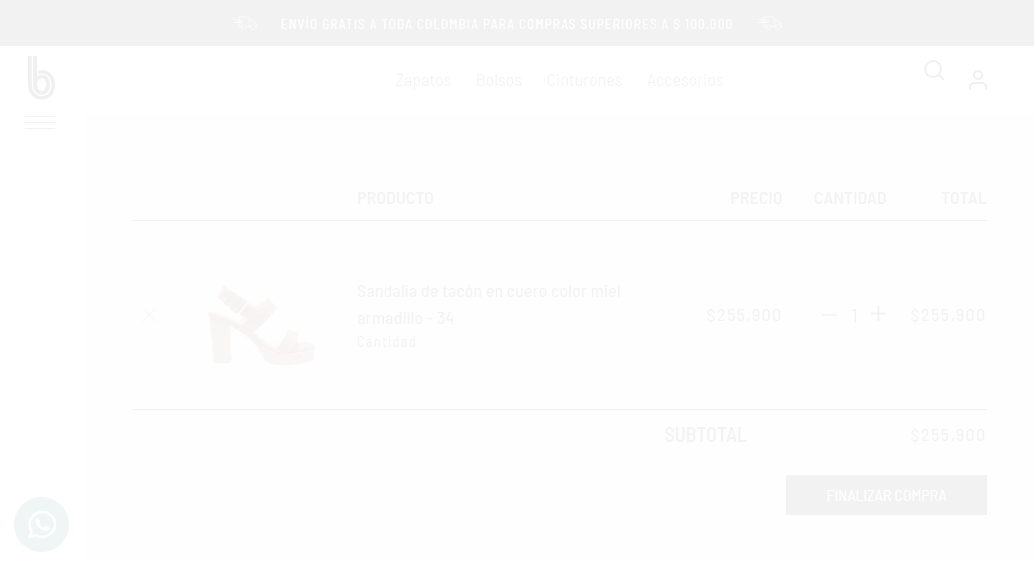 ENVÍO GRATIS A TODA COLOMBIA PARA COMPRAS SUPERIORES A $ 100.000
b
Zapatos Bolsos Cinturones Accesorios
PRODUCTO PRECIO CANTIDAD TOTAL
Sandalia de tacón en cuero color miel
armadillo - 34
Cantidad
$255,900 — 1 + $255,900
SUBTOTAL $255,900
FINALIZAR COMPRA